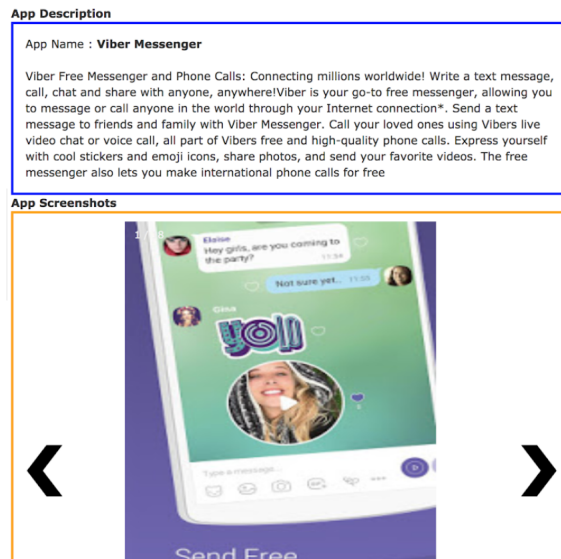 App Description
App Name : Viber Messenger
Viber Free Messenger and Phone Calls: Connecting millions worldwide! Write a text message,
call, chat and share with anyone, anywhere!Viber is your go-to free messenger, allowing you
to message or call anyone in the world through your Internet connection*. Send a text
message to friends and family with Viber Messenger. Call your loved ones using Vibers live
video chat or voice call, all part of Vibers free and high-quality phone calls. Express yourself
with cool stickers and emoji icons, share photos, and send your favorite videos. The free
messenger also lets you make international phone calls for free
App Screenshots
Eloise
Hey girls, are you coming to
the party?
11:54
Not sure yet... 11:55
Gina
Type a message...
Send Free